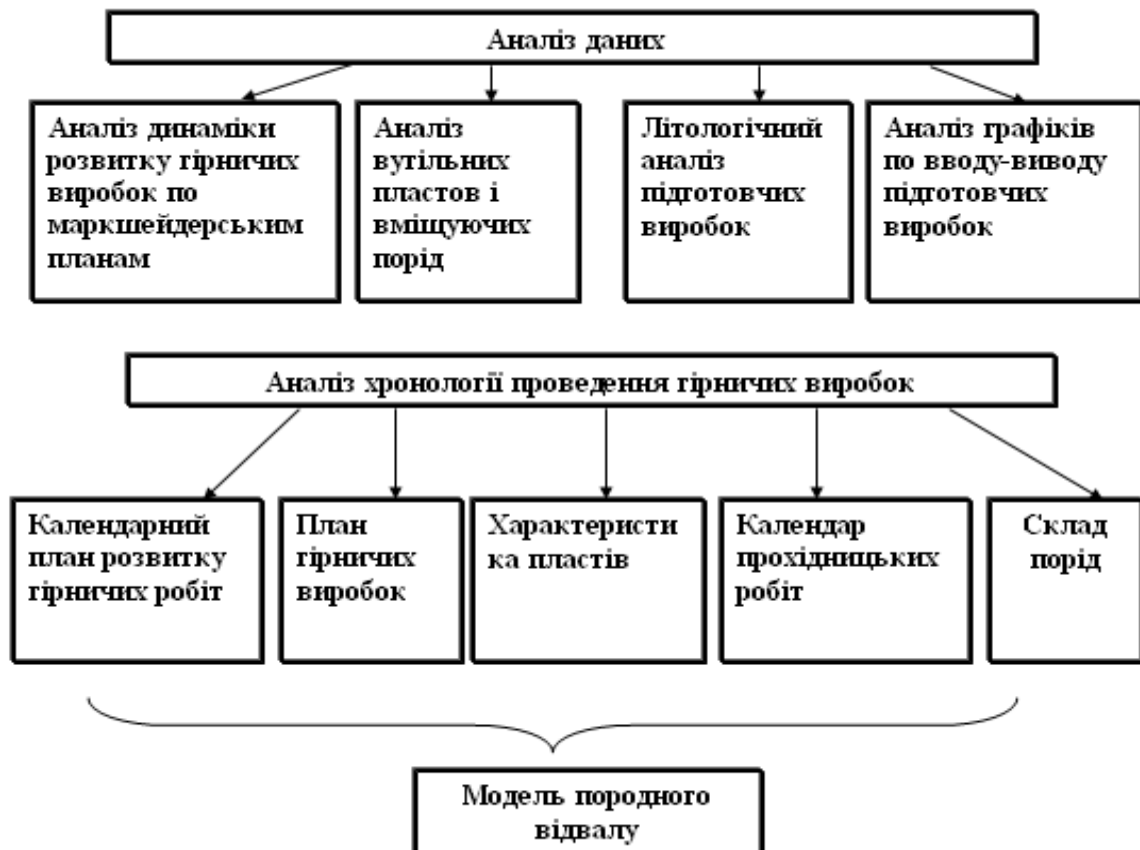 Аналіз даних
Аналіз динаміки
розвитку гірничих
виробок по
маркшейдерським
планам
Аналіз
вугільних
пластов і
вміщуючих
порід
Літологічний
аналіз
підготовчих
виробок
Аналіз графіків
по вводу-виводу
підготовчих
виробок
Аналіз хронології проведення гірничих виробок
Календарний
план розвитку
гірничих робіт
План
гірничих
виробок
Характеристи
ка пластів
Календар
прохідницьких
робіт
Склад
порід
Модель породного
відвалу